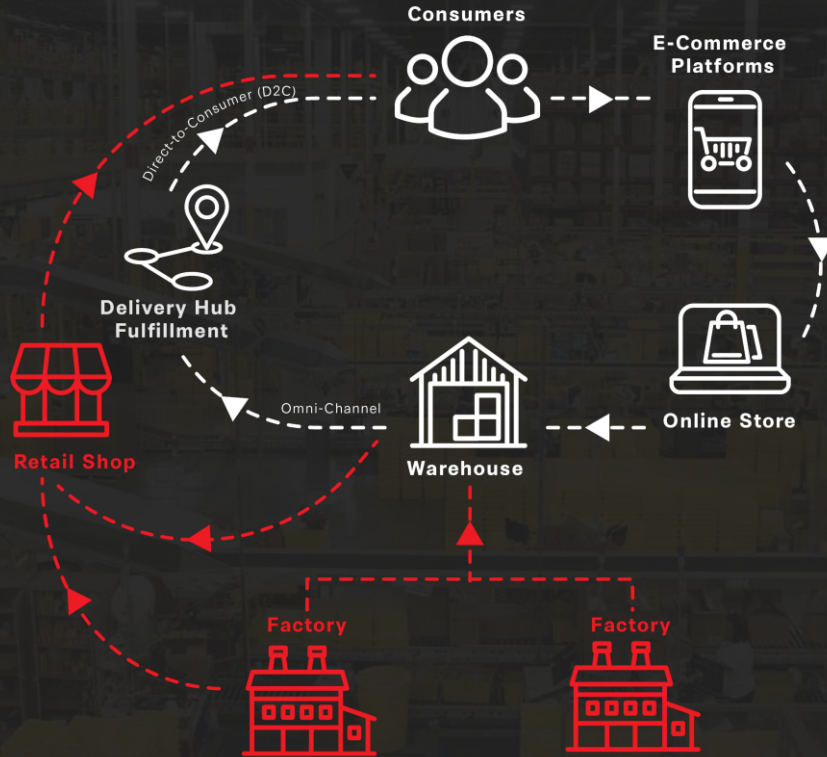 Consumers
E-Commerce
Platforms
Direct-to-Consumer (D2C)
Delivery Hub
Fulfillment
Omni-Channel
Online Store
Retail Shop
Warehouse
Factory
Factory